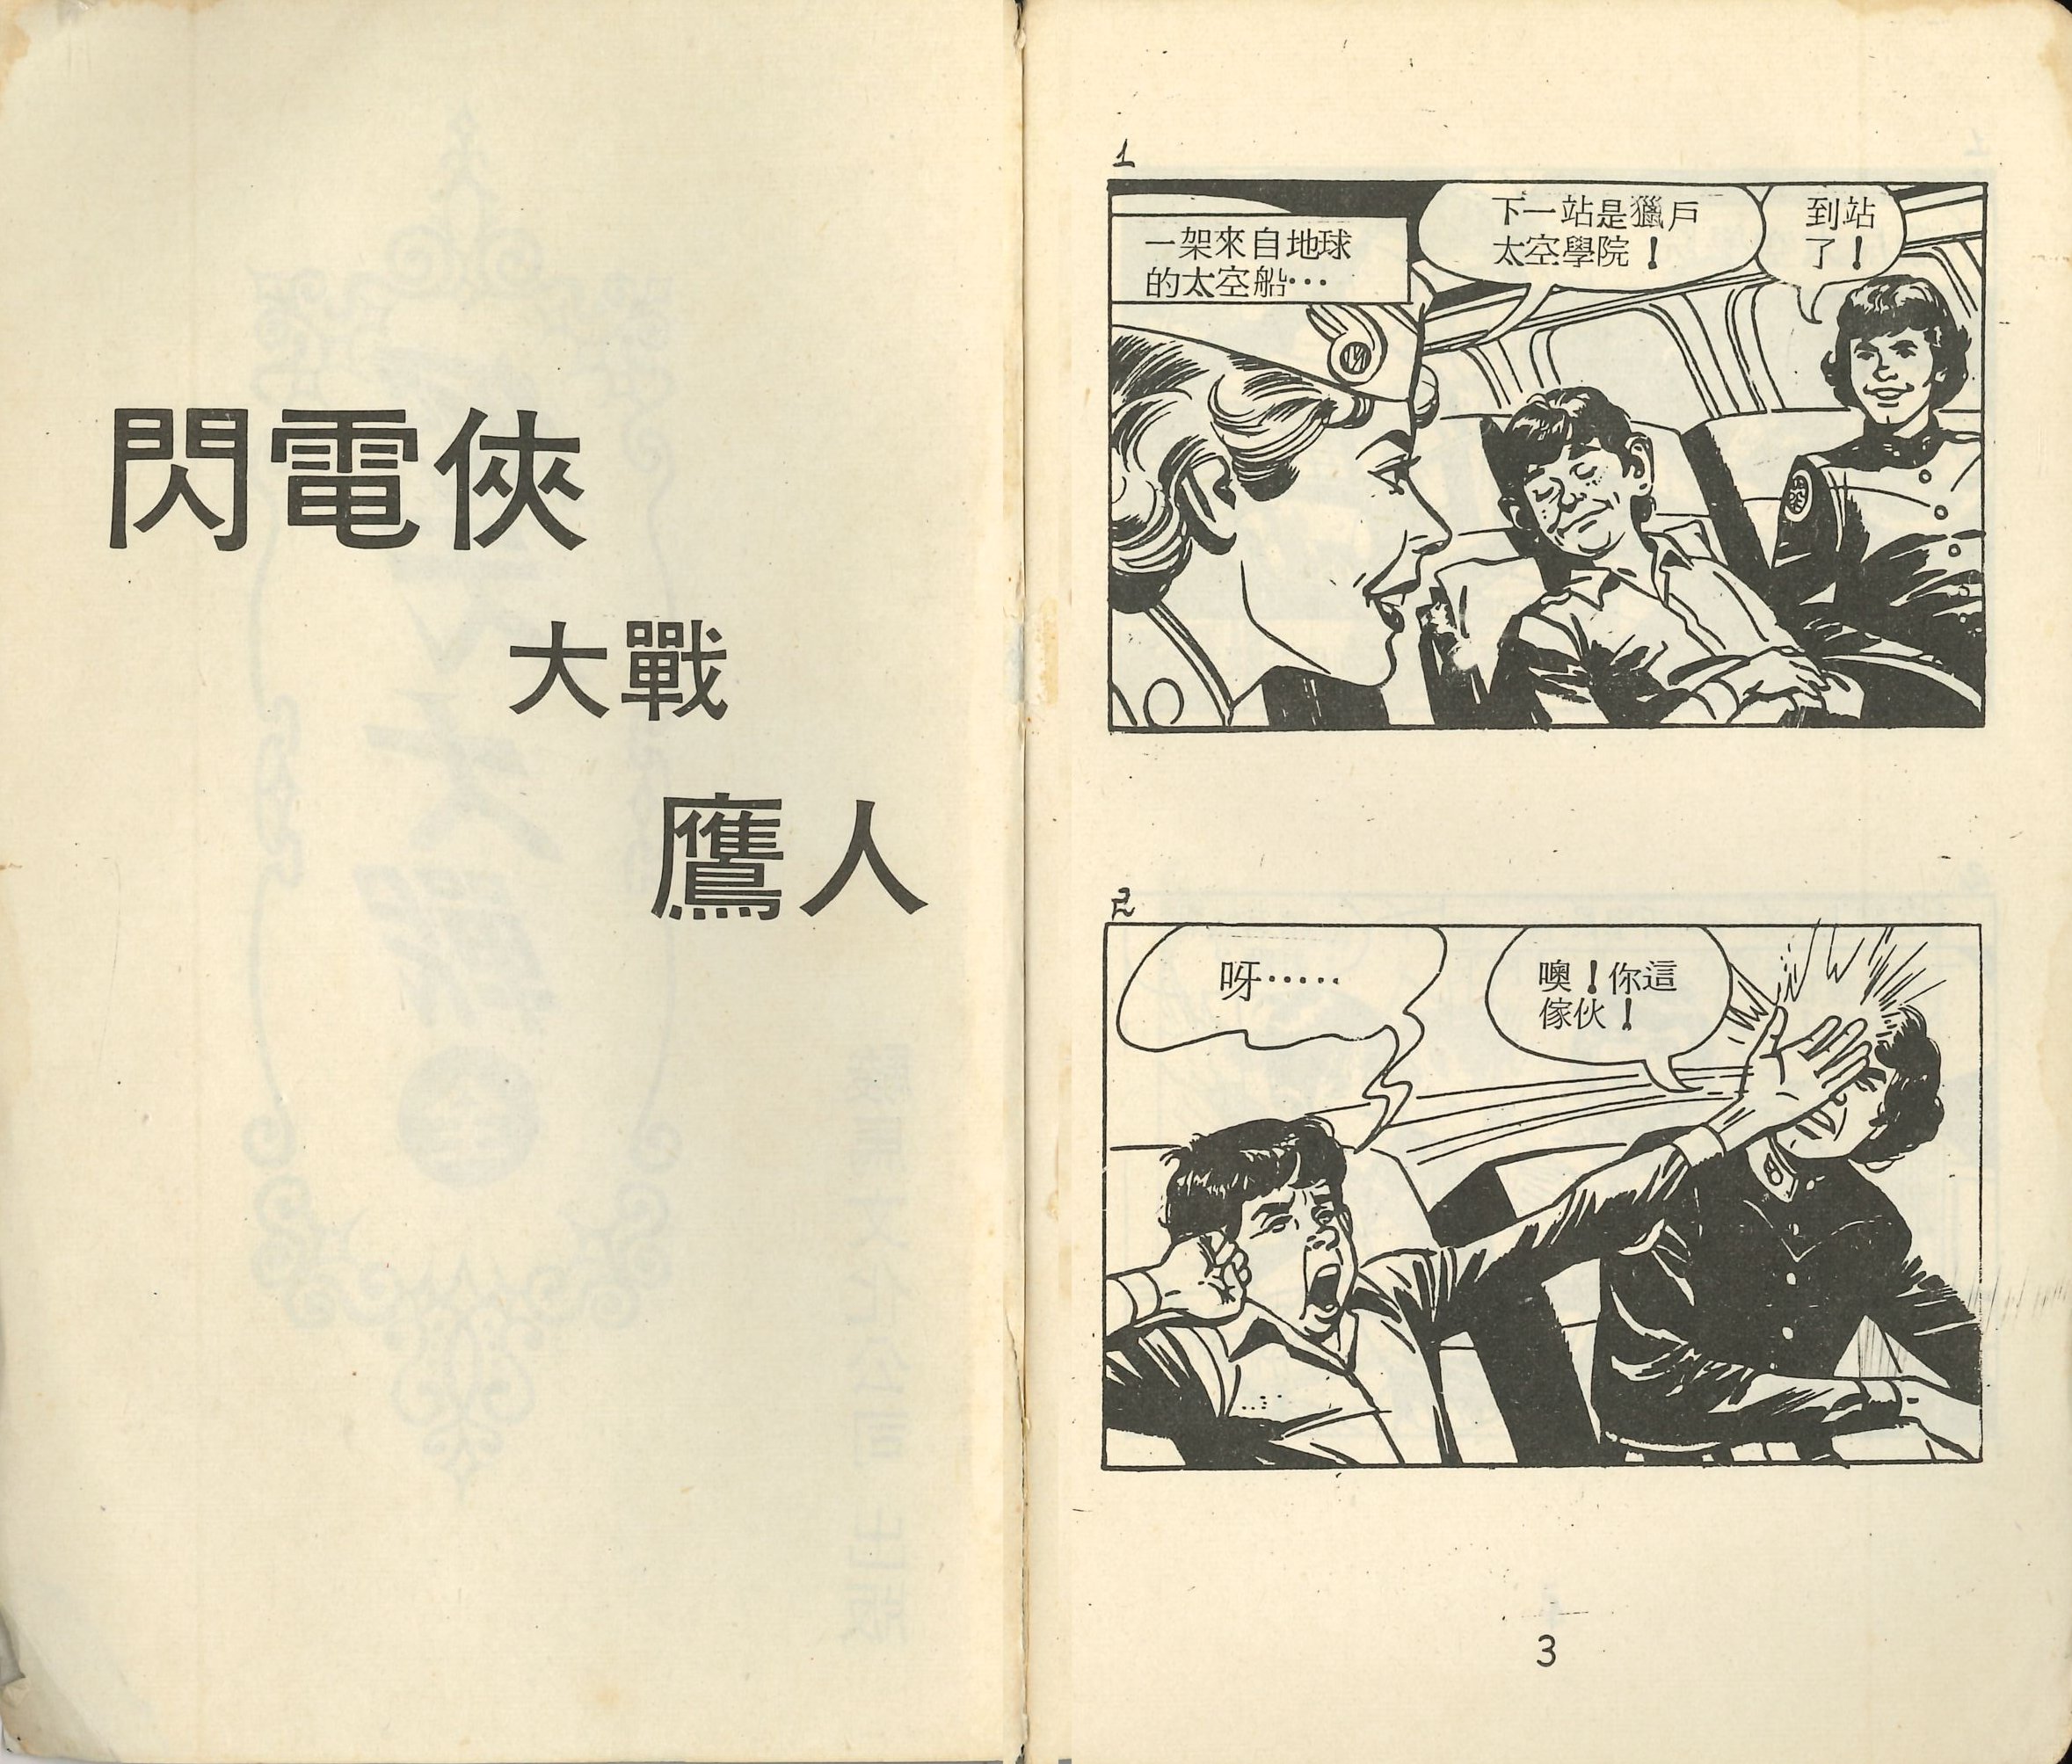 閃電俠
大戰
鷹人
1
一架來自地球
的太空船…
下一站是獵戶
太空學院！
到站
了！
2
呀……
噢！你這
傢伙！
3